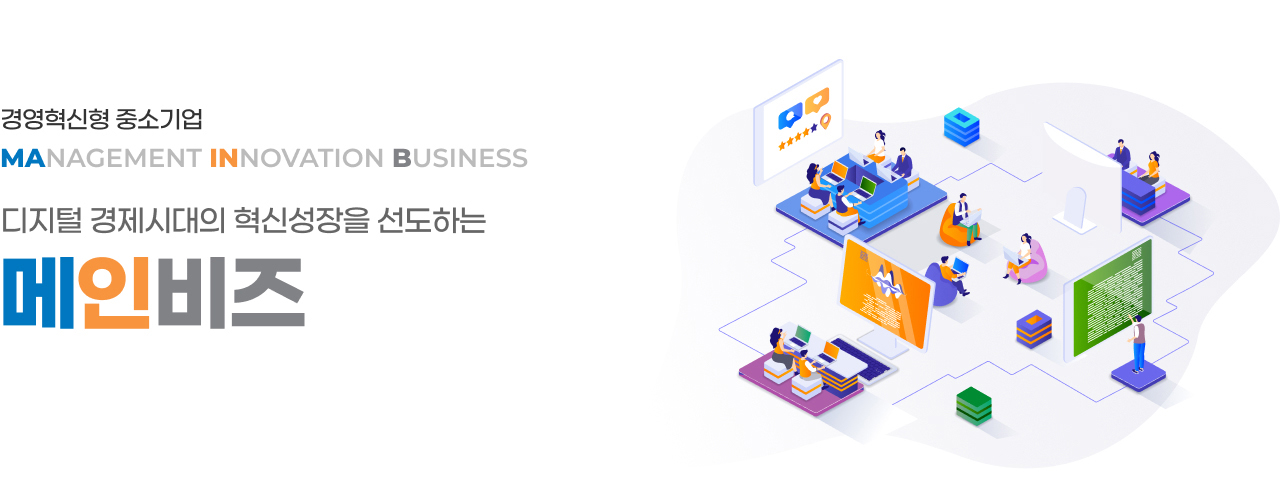 경영혁신형 중소기업
MANAGEMENT INNOVATION BUSINESS
디지털 경제시대의 혁신성장을 선도하는
메인비즈